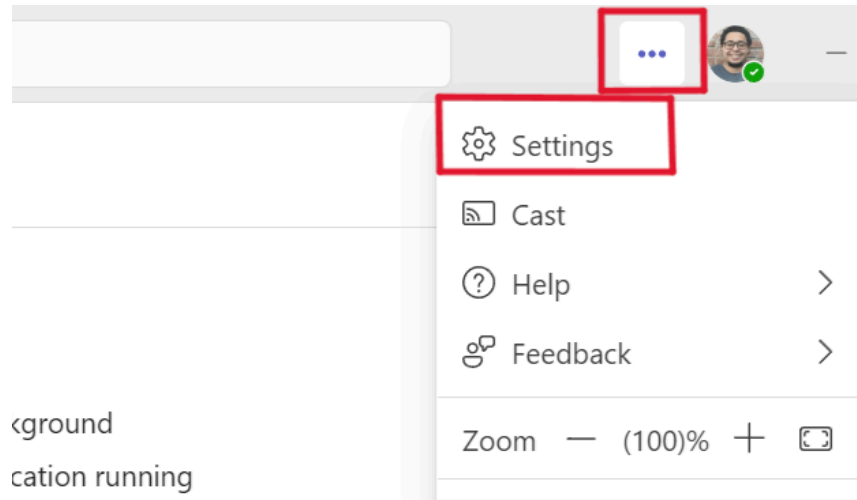 Settings
Cast
Help
Feedback
kground
Zoom — (100)% +
cation running